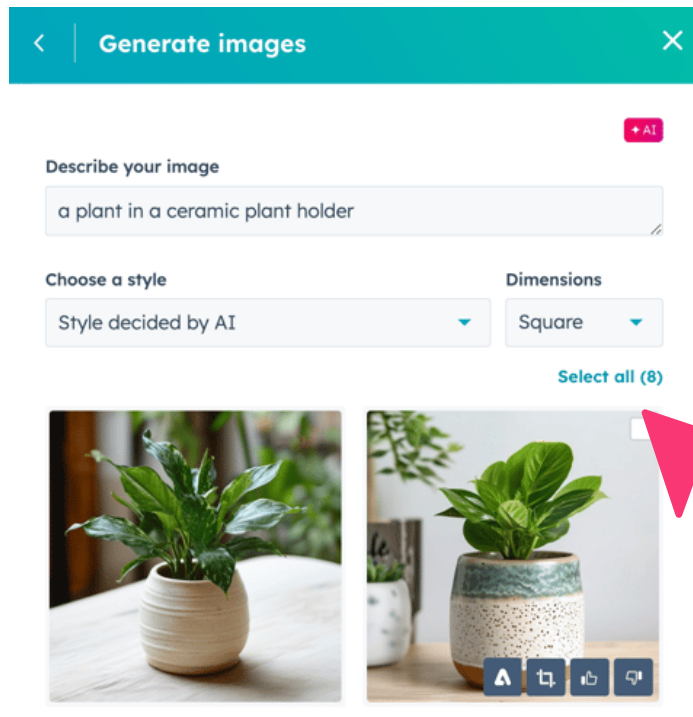 Generate images
AI
Describe your image
a plant in a ceramic plant holder
Choose a style
Dimensions
Style decided by AI
Square
Select all (8)